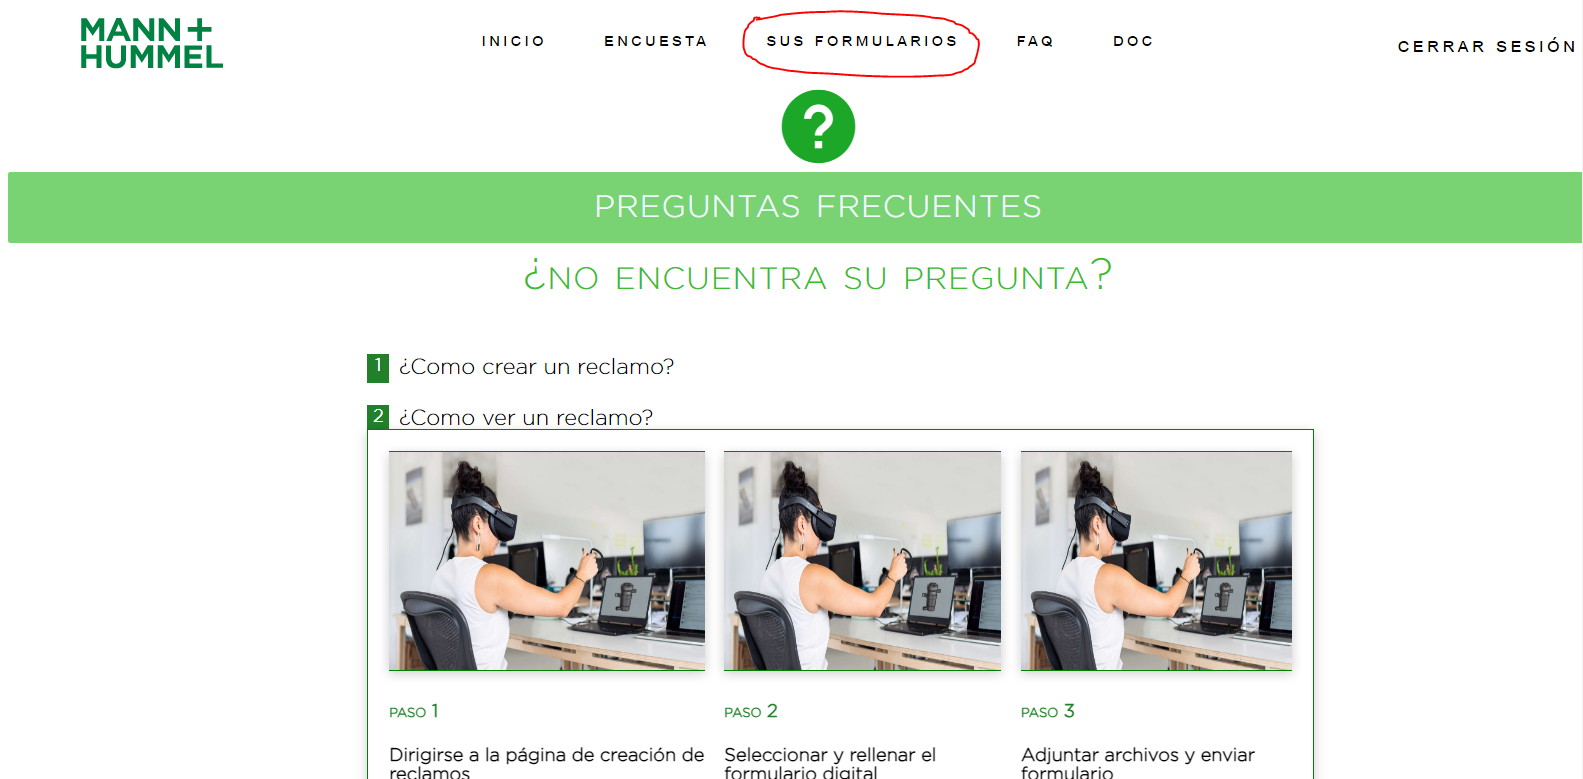 MANN+
HUMMEL
INICIO
ENCUESTA
SUS FORMULARIOS
FAQ
DOC
CERRAR SESIÓN
?
PREGUNTAS FRECUENTES
¿NO ENCUENTRA SU PREGUNTA?
1 ¿Como crear un reclamo?
2 ¿Como ver un reclamo?
PASO 1
Dirigirse a la página de creación de
reclamos
PASO 2
Seleccionar y rellenar el
formulario digital
PASO 3
Adjuntar archivos y enviar
formulario